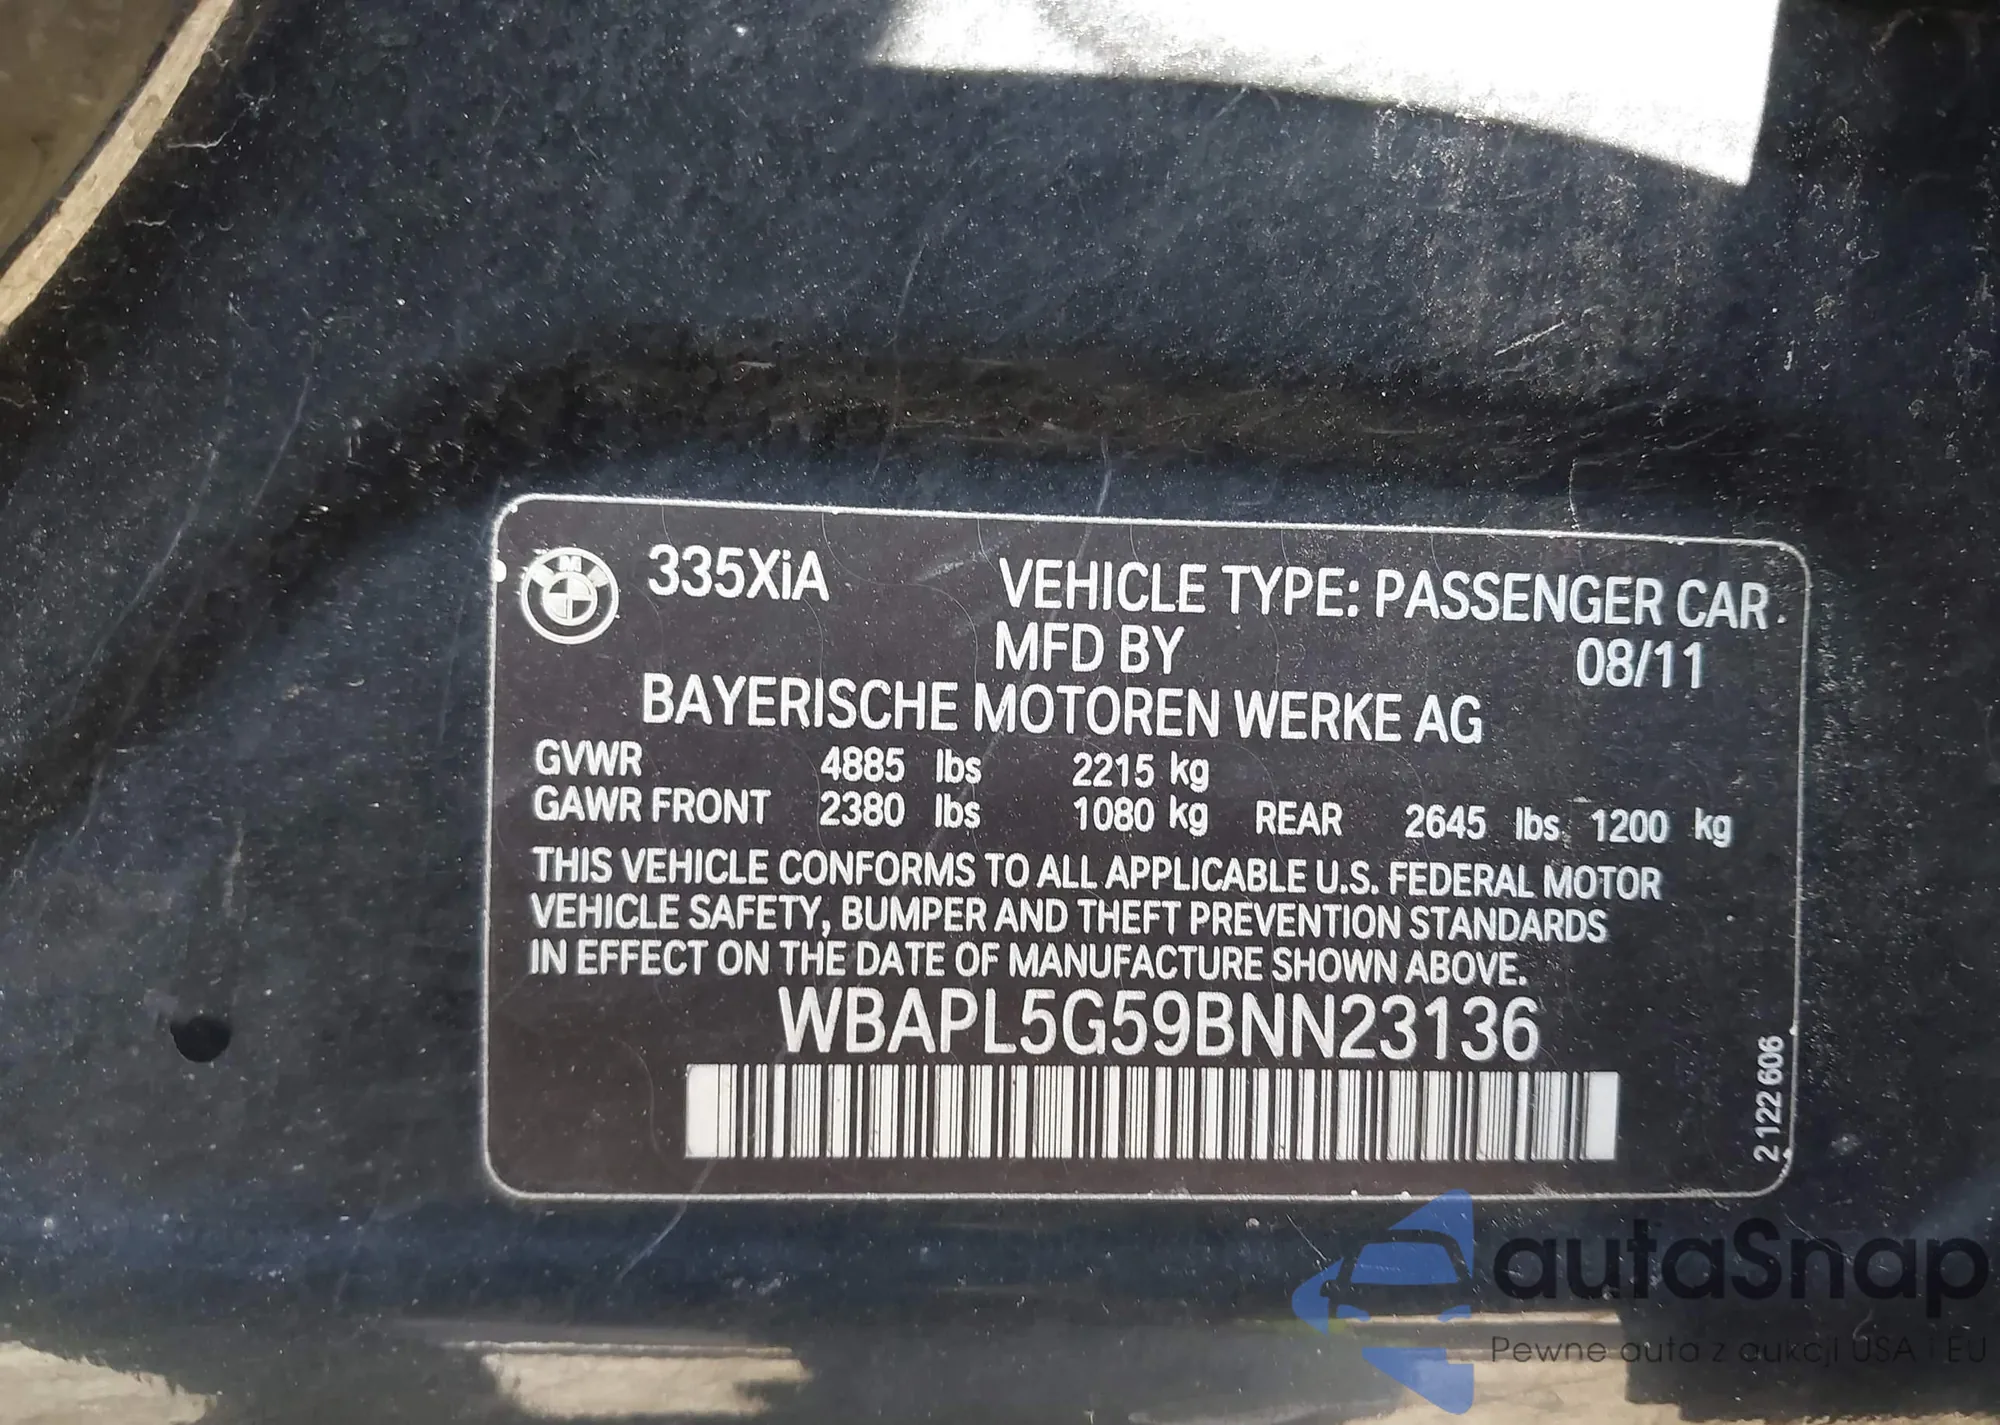 BMW 335XiA VEHICLE TYPE: PASSENGER CAR
MFD BY 08/11
BAYERISCHE MOTOREN WERKE AG
GVWR 4885 lbs 2215 kg
GAWR FRONT 2380 lbs 1080 kg REAR 2645 lbs 1200 kg
THIS VEHICLE CONFORMS TO ALL APPLICABLE U.S. FEDERAL MOTOR
VEHICLE SAFETY, BUMPER AND THEFT PREVENTION STANDARDS
IN EFFECT ON THE DATE OF MANUFACTURE SHOWN ABOVE.
WBAPL5G59BNN23136
2 122 606
autaSnap
Pewne auta z aukcji USA i EU